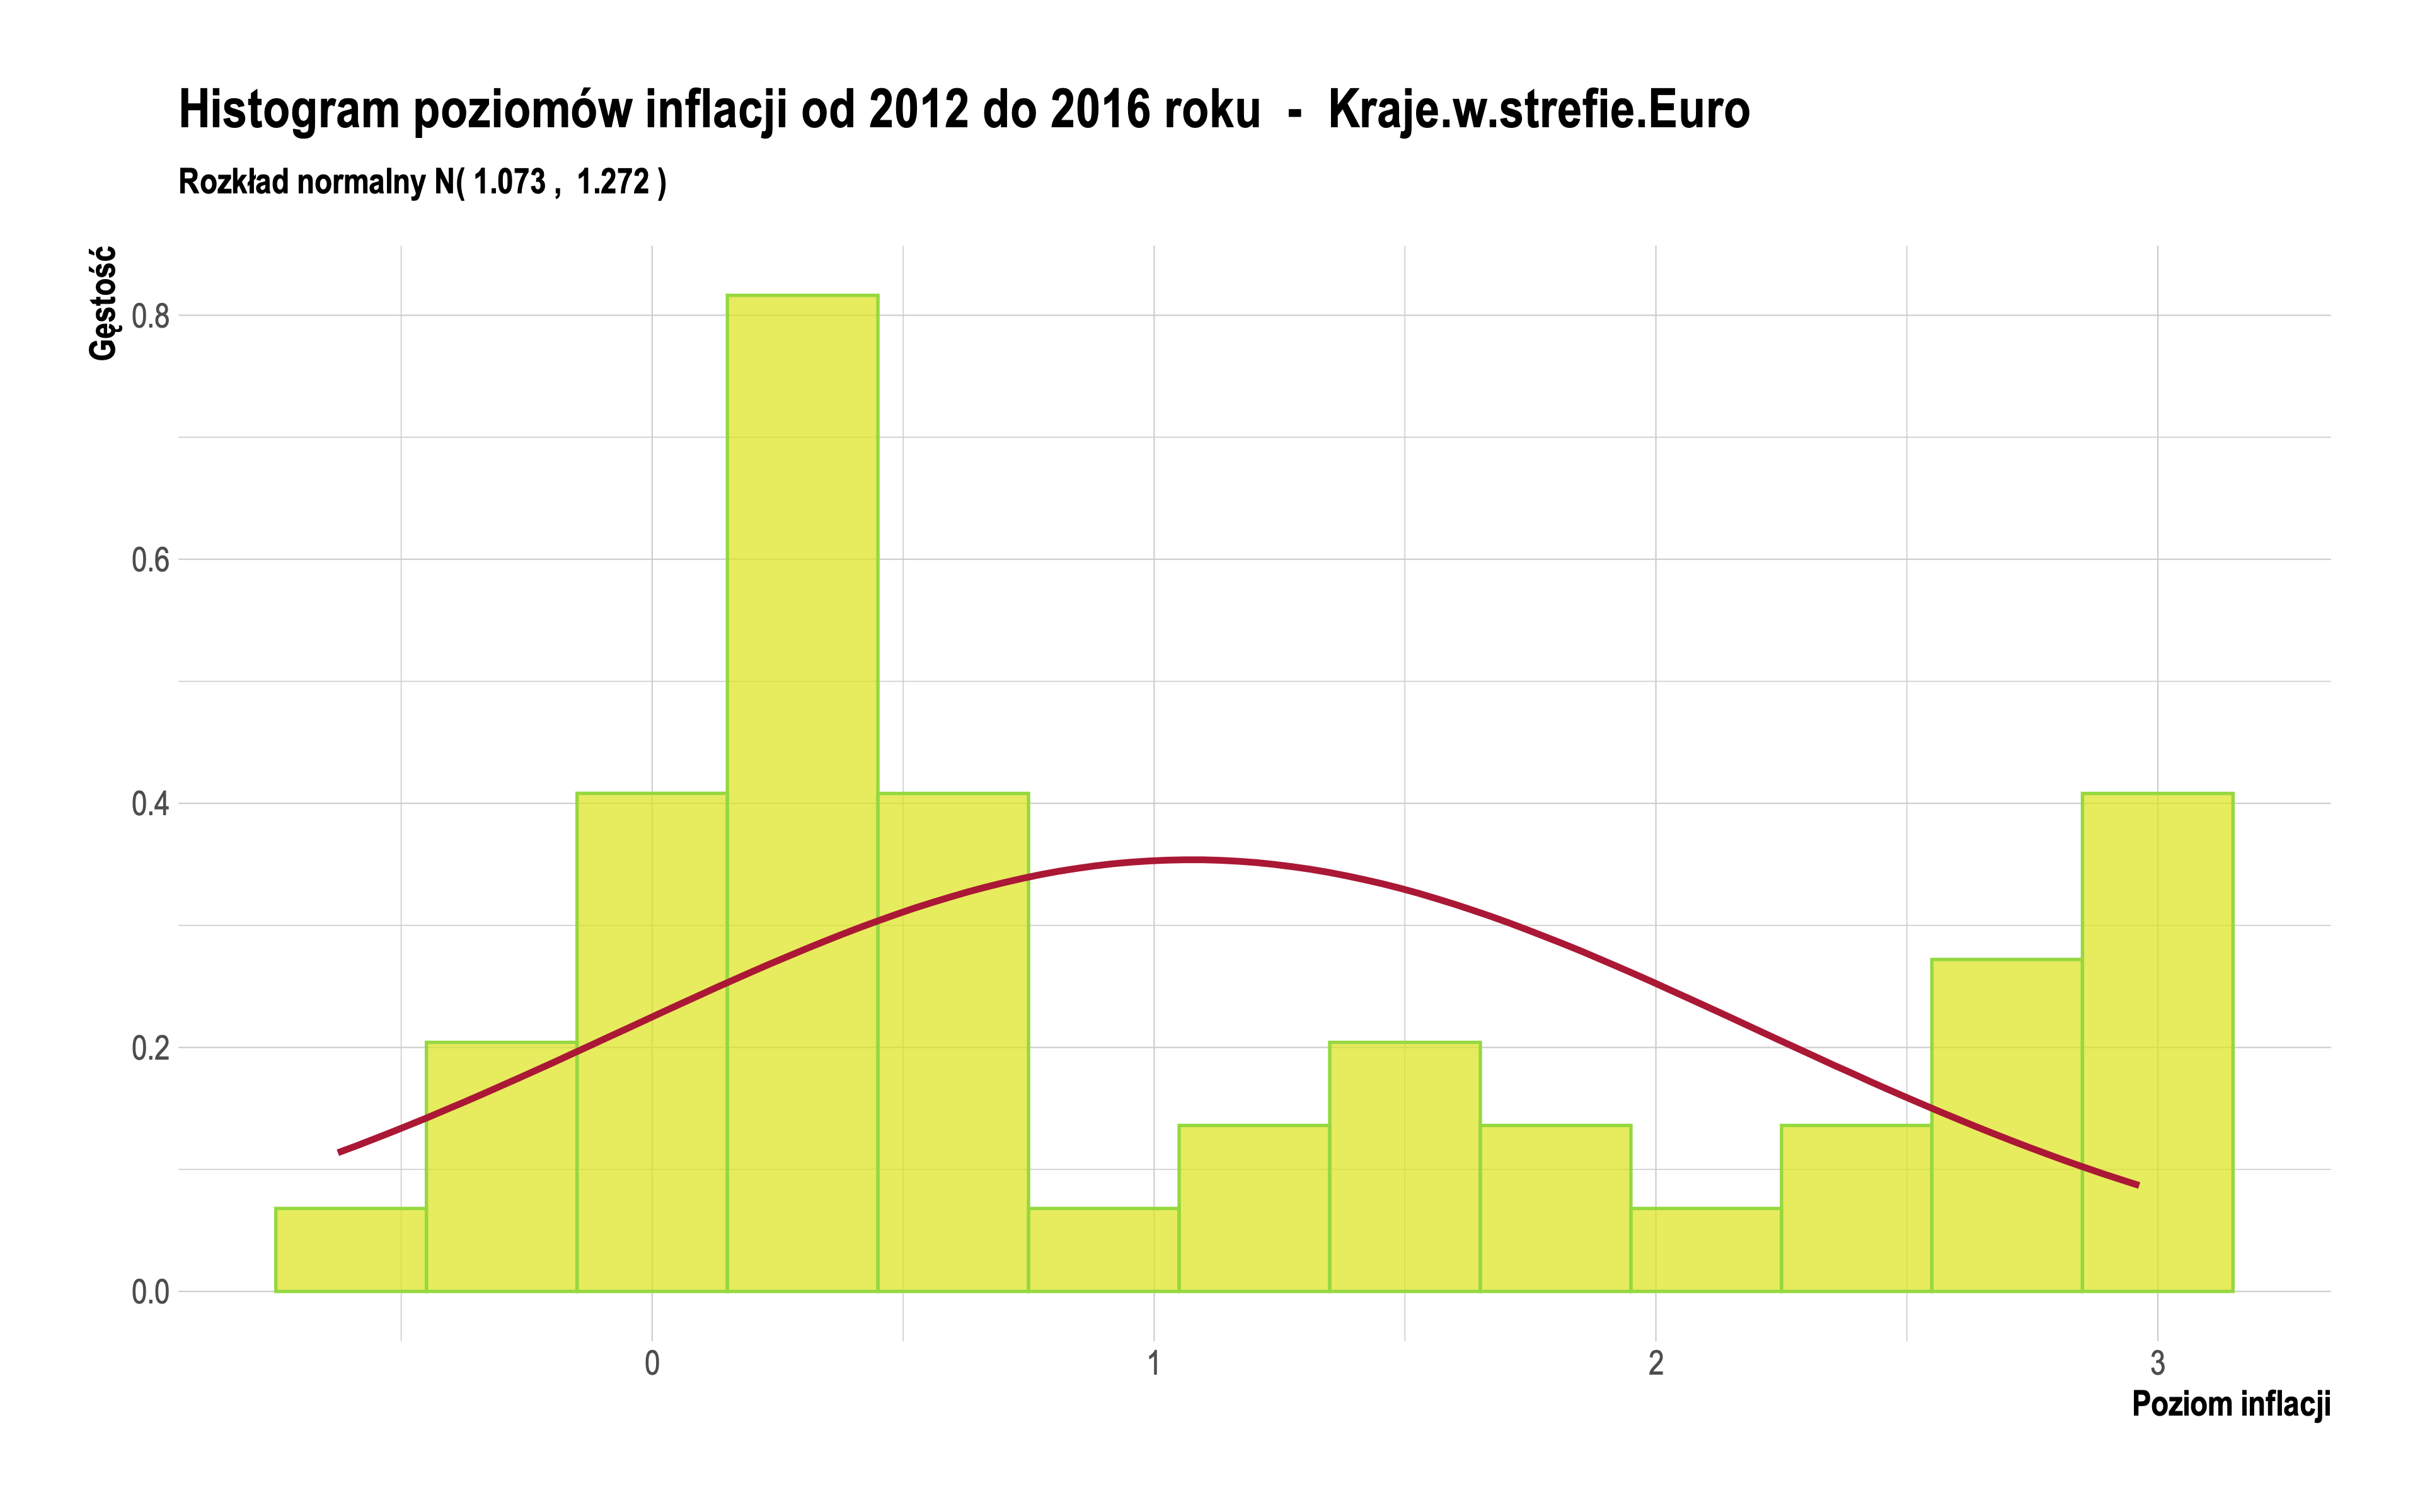 Histogram poziomów inflacji od 2012 do 2016 roku  -  Kraje.w.strefie.Euro
Rozkład normalny N( 1.073 ,  1.272 )
Gęstość
0.8
0.6
0.4
0.2
0.0
0 1 2 3
Poziom inflacji